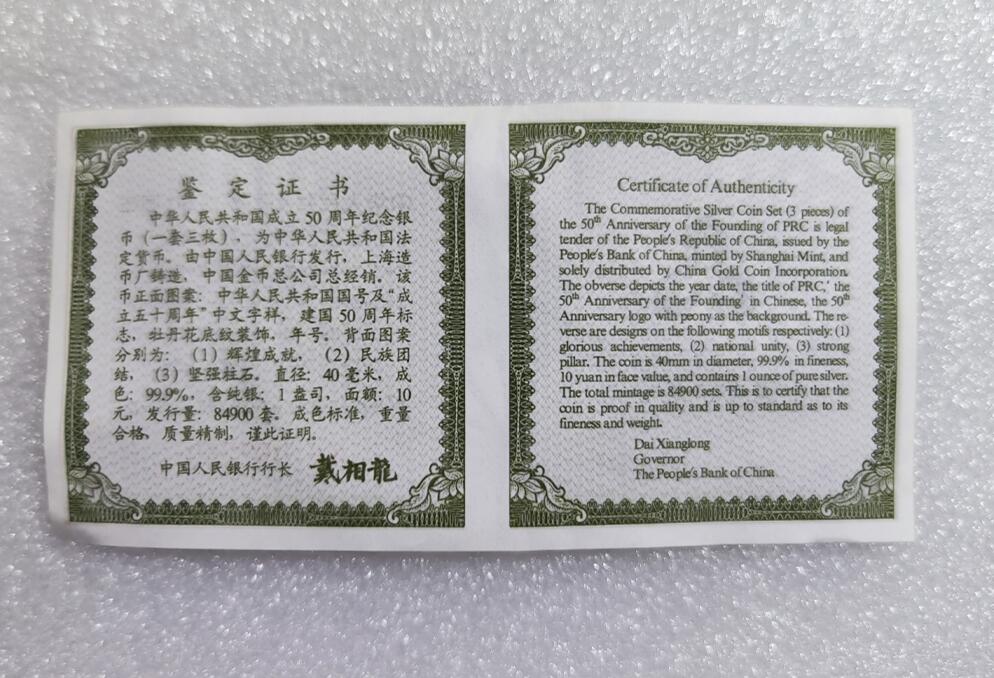 鉴定证书
中华人民共和国成立50周年纪念银
币（一套三枚），为中华人民共和国法
定货币。由中国人民银行发行，上海造
币厂铸造，中国金币总公司总经销。该
币正面图案：中华人民共和国国号及“成
立五十周年”中文字样，建国50周年标
志，牡丹花底纹装饰，年号。背面图案
分别为：（1）辉煌成就，（2）民族团
结，（3）坚强柱石。直径：40毫米，成
色：99.9%，含纯银：1盎司，面额：10
元，发行量：84900套。成色标准，重量
合格，质量精制，谨此证明。
中国人民银行行长 戴相龍
Certificate of Authenticity
The Commemorative Silver Coin Set (3 pieces) of
the 50th Anniversary of the Founding of PRC is legal
tender of the People's Republic of China, issued by the
People's Bank of China, minted by Shanghai Mint, and
solely distributed by China Gold Coin Incorporation.
The obverse depicts the year date, the title of PRC,' the
50th Anniversary of the Founding' in Chinese, the 50th
Anniversary logo with peony as the background. The re-
verse are designs on the following motifs respectively: (1)
glorious achievements, (2) national unity, (3) strong
pillar. The coin is 40mm in diameter, 99.9% in fineness,
10 yuan in face value, and contains 1 ounce of pure silver.
The total mintage is 84900 sets. This is to certify that the
coin is proof in quality and is up to standard as to its
fineness and weight.
Dai Xianglong
Governor
The People's Bank of China